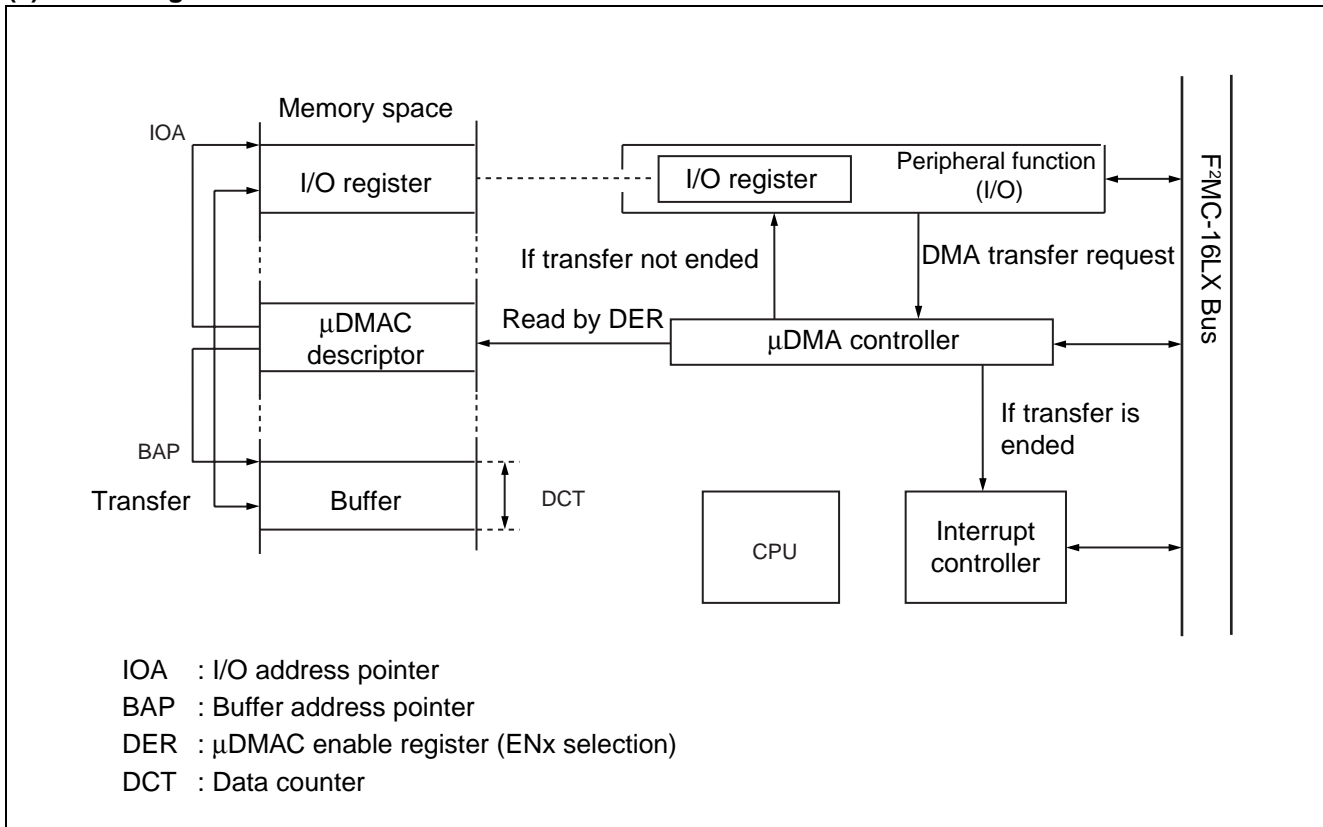 Memory space
IOA
I/O register
I/O register
Peripheral function
(I/O)
F²MC-16LX Bus
If transfer not ended
DMA transfer request
µDMAC
descriptor
Read by DER
µDMA controller
If transfer is
ended
BAP
Transfer
Buffer
DCT
CPU
Interrupt
controller
IOA : I/O address pointer
BAP : Buffer address pointer
DER : µDMAC enable register (ENx selection)
DCT : Data counter